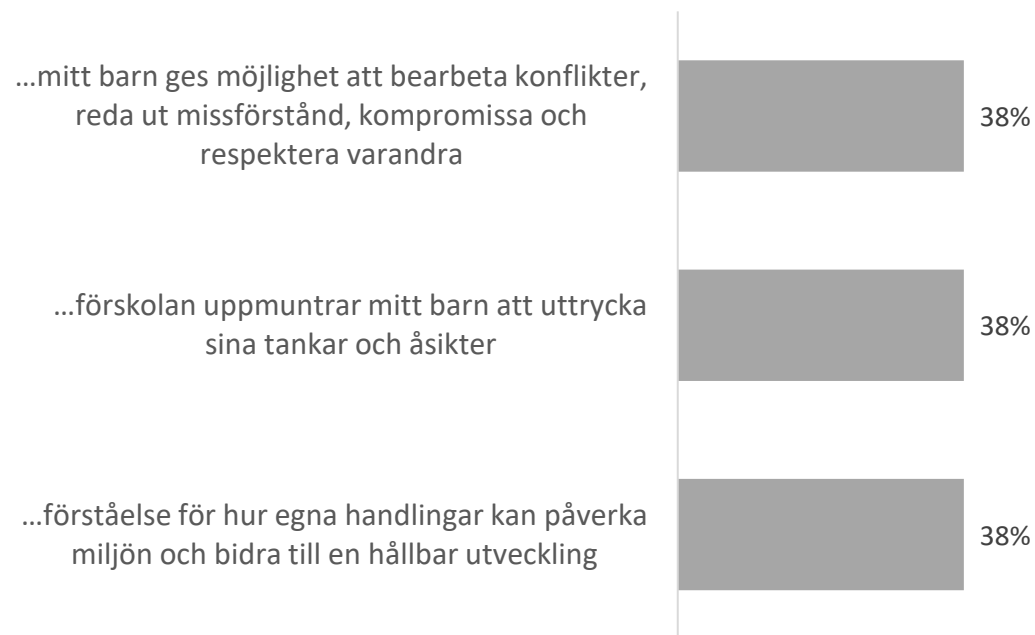 …mitt barn ges möjlighet att bearbeta konflikter,
reda ut missförstånd, kompromissa och
respektera varandra
38%
…förskolan uppmuntrar mitt barn att uttrycka
sina tankar och åsikter
38%
…förståelse för hur egna handlingar kan påverka
miljön och bidra till en hållbar utveckling
38%